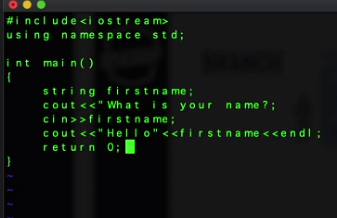 #include<iostream>
using namespace std;
int main()
{
string firstname;
cout<<"What is your name?;
cin>>firstname;
cout<<"Hello"<<firstname<<endl;
return 0;
}
~
~
~